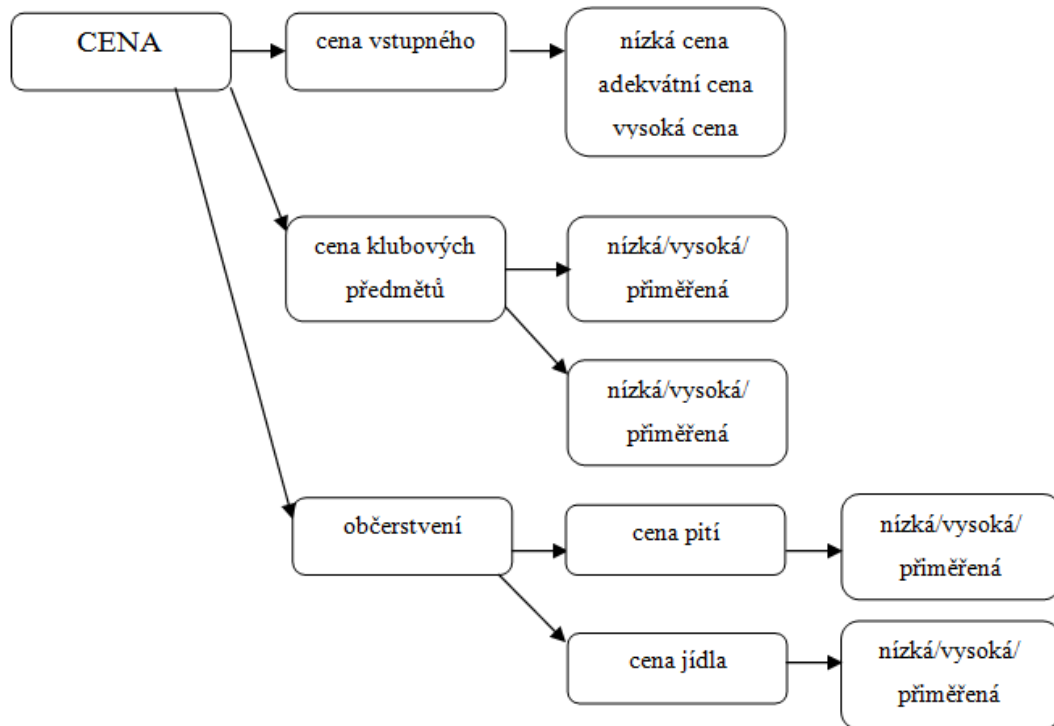 CENA
cena vstupného
nízká cena
adekvátní cena
vysoká cena
cena klubových
předmětů
nízká/vysoká/
přiměřená
nízká/vysoká/
přiměřená
občerstvení
cena pití
nízká/vysoká/
přiměřená
cena jídla
nízká/vysoká/
přiměřená